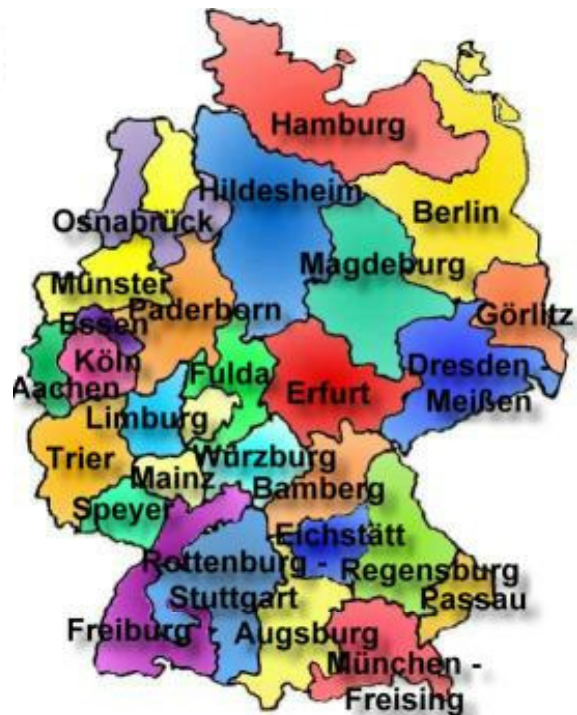 Hamburg
Hildesheim
Berlin
Osnabrück
Magdeburg
Münster
Paderborn
Görlitz
Essen
Köln
Fulda
Dresden -
Aachen
Erfurt
Meißen
Limburg
Trier
Würzburg
Mainz
Bamberg
Speyer
Eichstätt
Rottenburg -
Stuttgart
Regensburg
Passau
Freiburg
Augsburg
München -
Freising